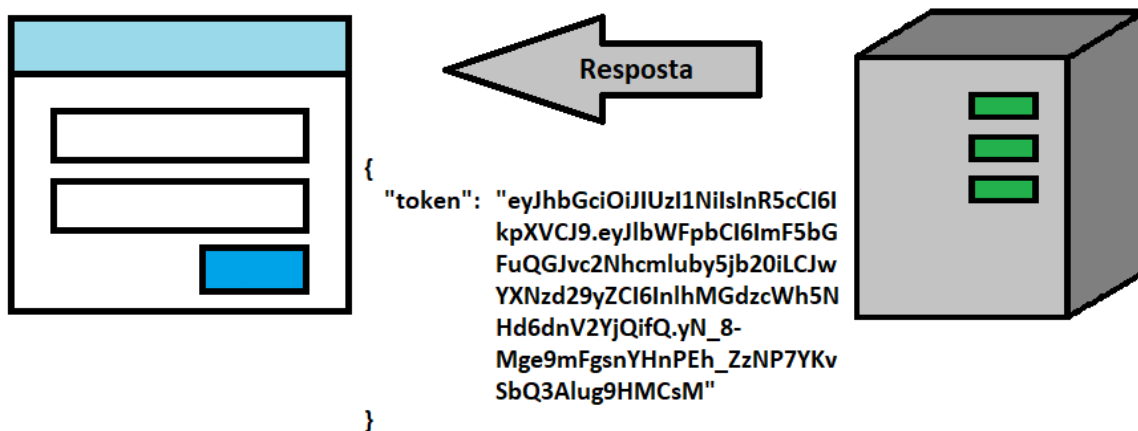 Resposta
{
"token": "eyJhbGciOiJIUzI1NiIsInR5cCI6I
kpXVCJ9.eyJlbWFpbCI6ImF5bG
FuQGJvc2Nhcmluby5jb20iLCJw
YXNzd29yZCI6InlhMGdzcWh5N
Hd6dnV2YjQifQ.yN_8-
Mge9mFgsnYHnPEh_ZzNP7YKv
SbQ3Alug9HMCsM"
}